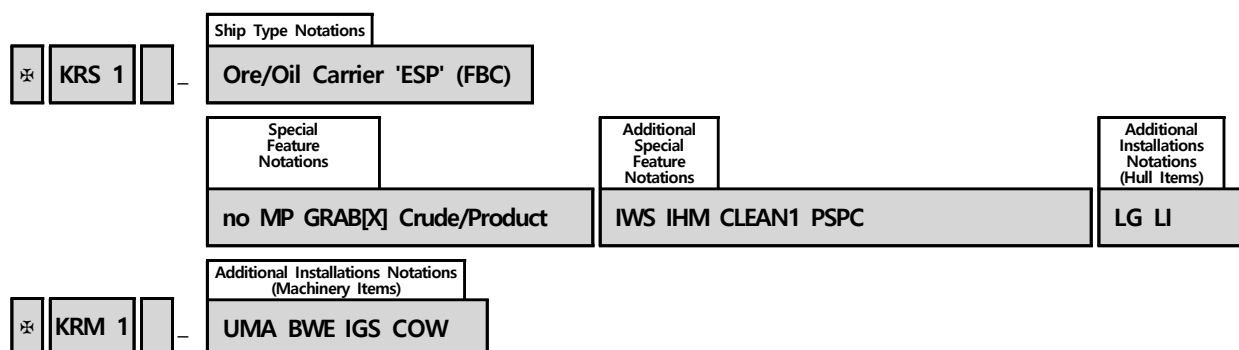 Ship Type Notations
✠ KRS 1 _ Ore/Oil Carrier 'ESP' (FBC)
Special
Feature
Notations
Additional
Special
Feature
Notations
Additional
Installations
Notations
(Hull Items)
no MP GRAB[X] Crude/Product IWS IHM CLEAN1 PSPC LG LI
Additional Installations Notations
(Machinery Items)
✠ KRM 1 _ UMA BWE IGS COW